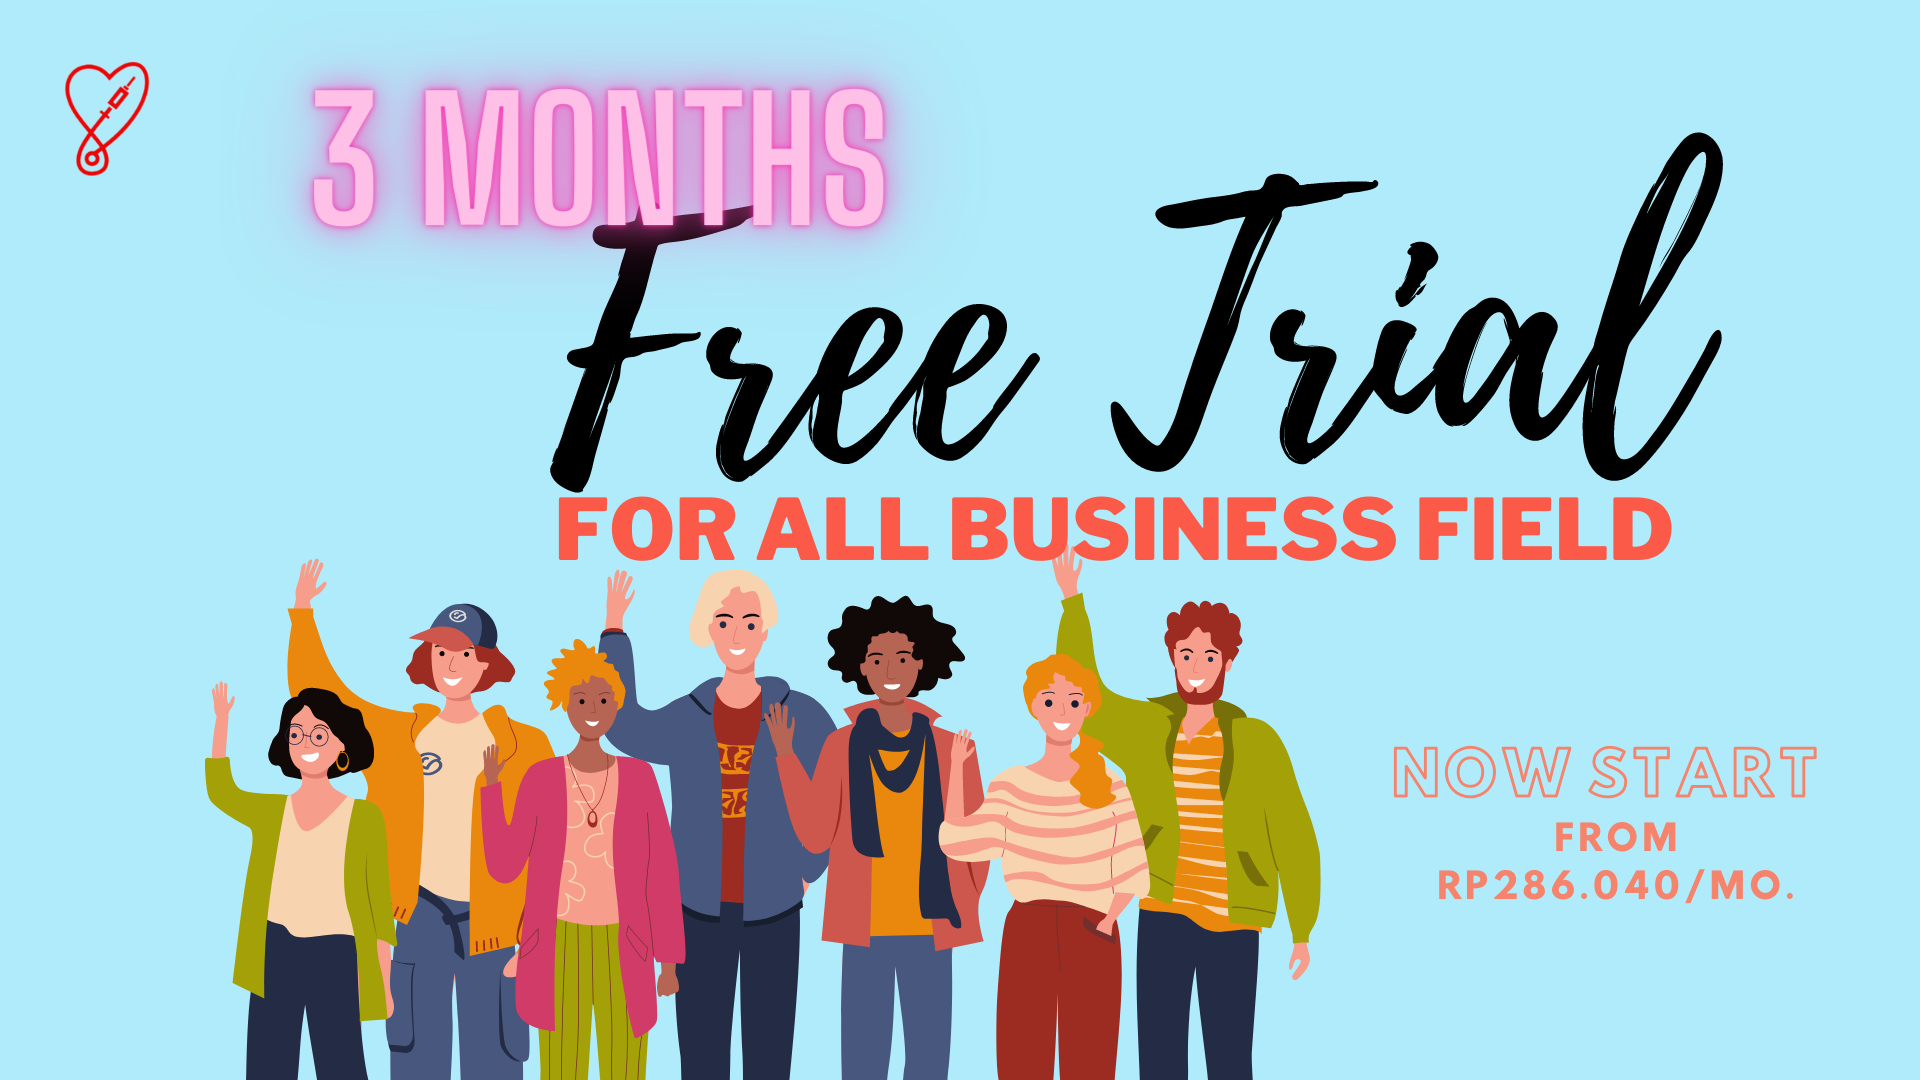 3 MONTHS
Free Trial
FOR ALL BUSINESS FIELD
NOW START
FROM
RP286.040/MO.